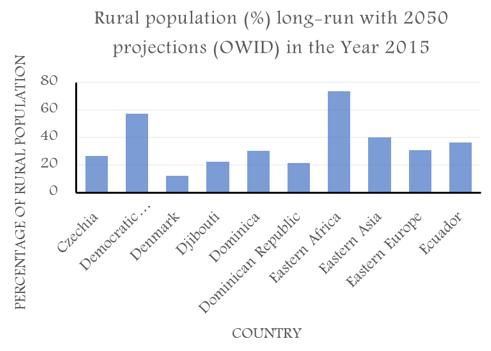 Rural population (%) long-run with 2050
projections (OWID) in the Year 2015
PERCENTAGE OF RURAL POPULATION
80
60
40
20
0
Czechia
Democratic...
Denmark
Djibouti
Dominica
Dominican Republic
Eastern Africa
Eastern Asia
Eastern Europe
Ecuador
COUNTRY